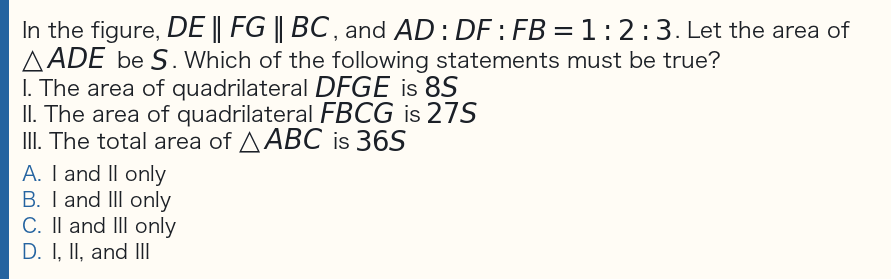 In the figure, DE ∥ FG ∥ BC, and AD : DF : FB = 1 : 2 : 3. Let the area of
△ADE be S. Which of the following statements must be true?
I. The area of quadrilateral DFGE is 8S
II. The area of quadrilateral FBCG is 27S
III. The total area of △ABC is 36S
A. I and II only
B. I and III only
C. II and III only
D. I, II, and III